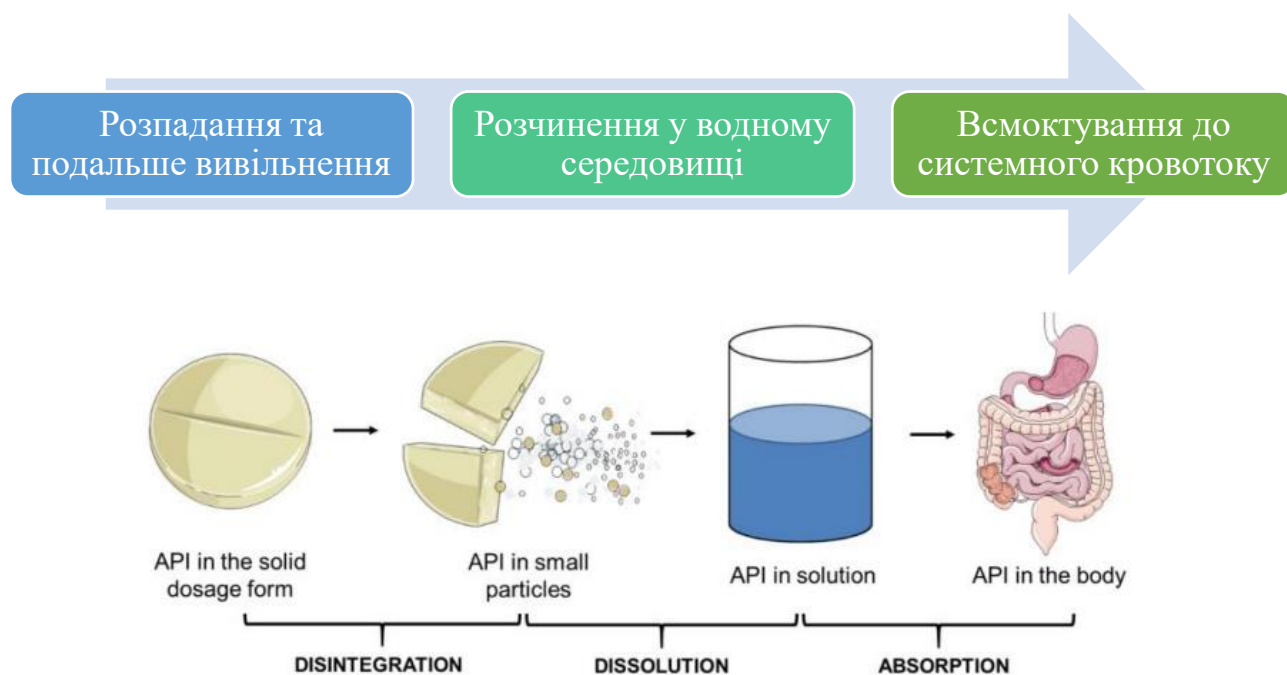 Розпадання та
подальше вивільнення
Розчинення у водному
середовищі
Всмоктування до
системного кровотоку
API in the solid
dosage form
API in small
particles
API in solution
API in the body
DISINTEGRATION
DISSOLUTION
ABSORPTION